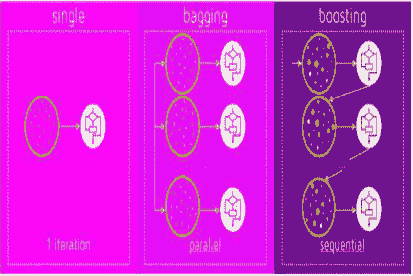 single
bagging
boosting
1 iteration
parallel
sequential